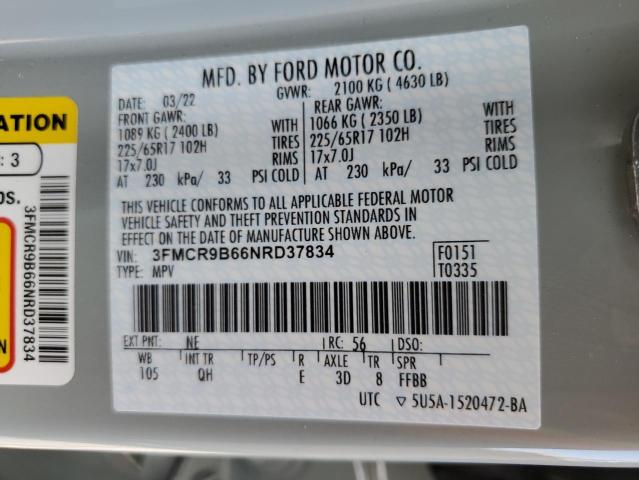 MFD. BY FORD MOTOR CO.
DATE: 03/22 GVWR: 2100 KG ( 4630 LB)
FRONT GAWR: REAR GAWR:
1089 KG ( 2400 LB) WITH 1066 KG ( 2350 LB) WITH
225/65R17 102H TIRES 225/65R17 102H TIRES
17x7.0J RIMS 17x7.0J RIMS
AT 230 kPa/ 33 PSI COLD AT 230 kPa/ 33 PSI COLD
THIS VEHICLE CONFORMS TO ALL APPLICABLE FEDERAL MOTOR
VEHICLE SAFETY AND THEFT PREVENTION STANDARDS IN
EFFECT ON THE DATE OF MANUFACTURE SHOWN ABOVE.
VIN: 3FMCR9B66NRD37834 F0151
TYPE: MPV T0335
EXT PNT: NE RC: 56 DSO:
WB INT TR TP/PS R AXLE TR SPR
105 QH E 3D 8 FFBB
UTC ▽ 5U5A-1520472-BA
ATION
: 3
DS.
3FMCR9B66NRD37834
N